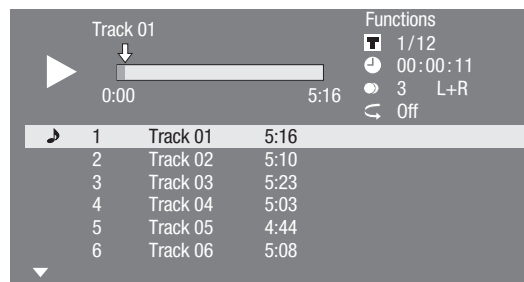 Track 01
0:00 5:16
Functions
T 1/12
00:00:11
3 L+R
Off
1 Track 01 5:16
2 Track 02 5:10
3 Track 03 5:23
4 Track 04 5:03
5 Track 05 4:44
6 Track 06 5:08